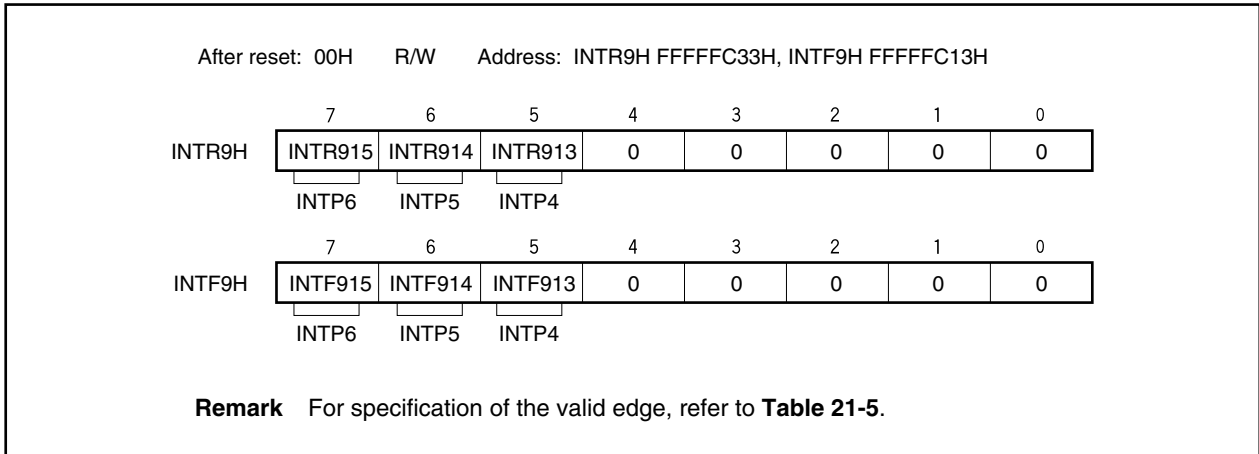 After reset: 00H R/W Address: INTR9H FFFFFC33H, INTF9H FFFFFC13H
7 6 5 4 3 2 1 0
INTR9H INTR915 INTR914 INTR913 0 0 0 0 0
INTP6 INTP5 INTP4
7 6 5 4 3 2 1 0
INTF9H INTF915 INTF914 INTF913 0 0 0 0 0
INTP6 INTP5 INTP4
Remark For specification of the valid edge, refer to Table 21-5.